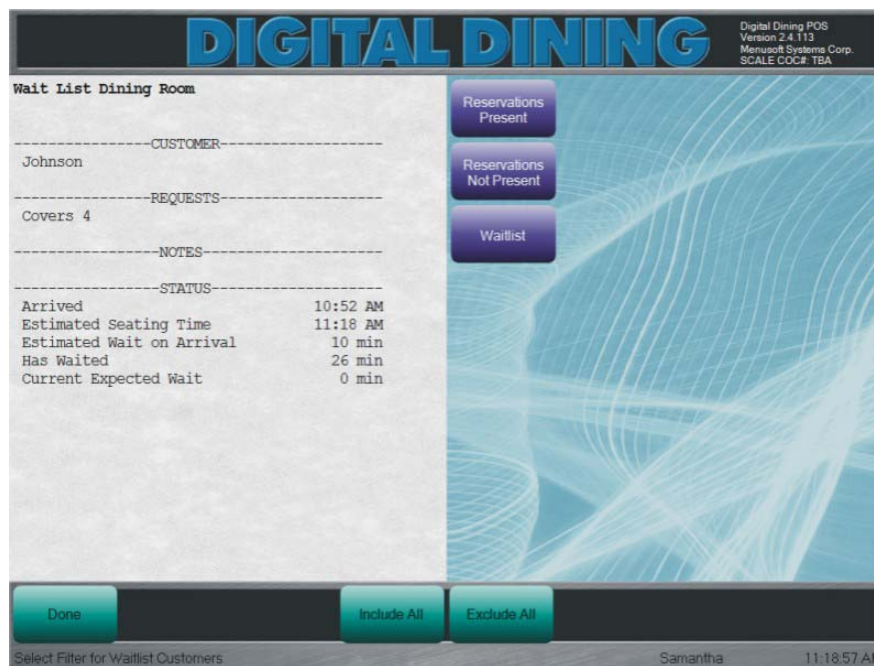 DIGITAL DINING
Digital Dining POS
Version 2.4.113
Menusoft Systems Corp.
SCALE COC#: TBA
Wait List Dining Room
----------------CUSTOMER-------------------
Johnson
----------------REQUESTS-------------------
Covers 4
-----------------NOTES---------------------
-----------------STATUS--------------------
Arrived 10:52 AM
Estimated Seating Time 11:18 AM
Estimated Wait on Arrival 10 min
Has Waited 26 min
Current Expected Wait 0 min
Reservations
Present
Reservations
Not Present
Waitlist
Done
Include All
Exclude All
Select Filter for Waitlist Customers
Samantha
11:18:57 A